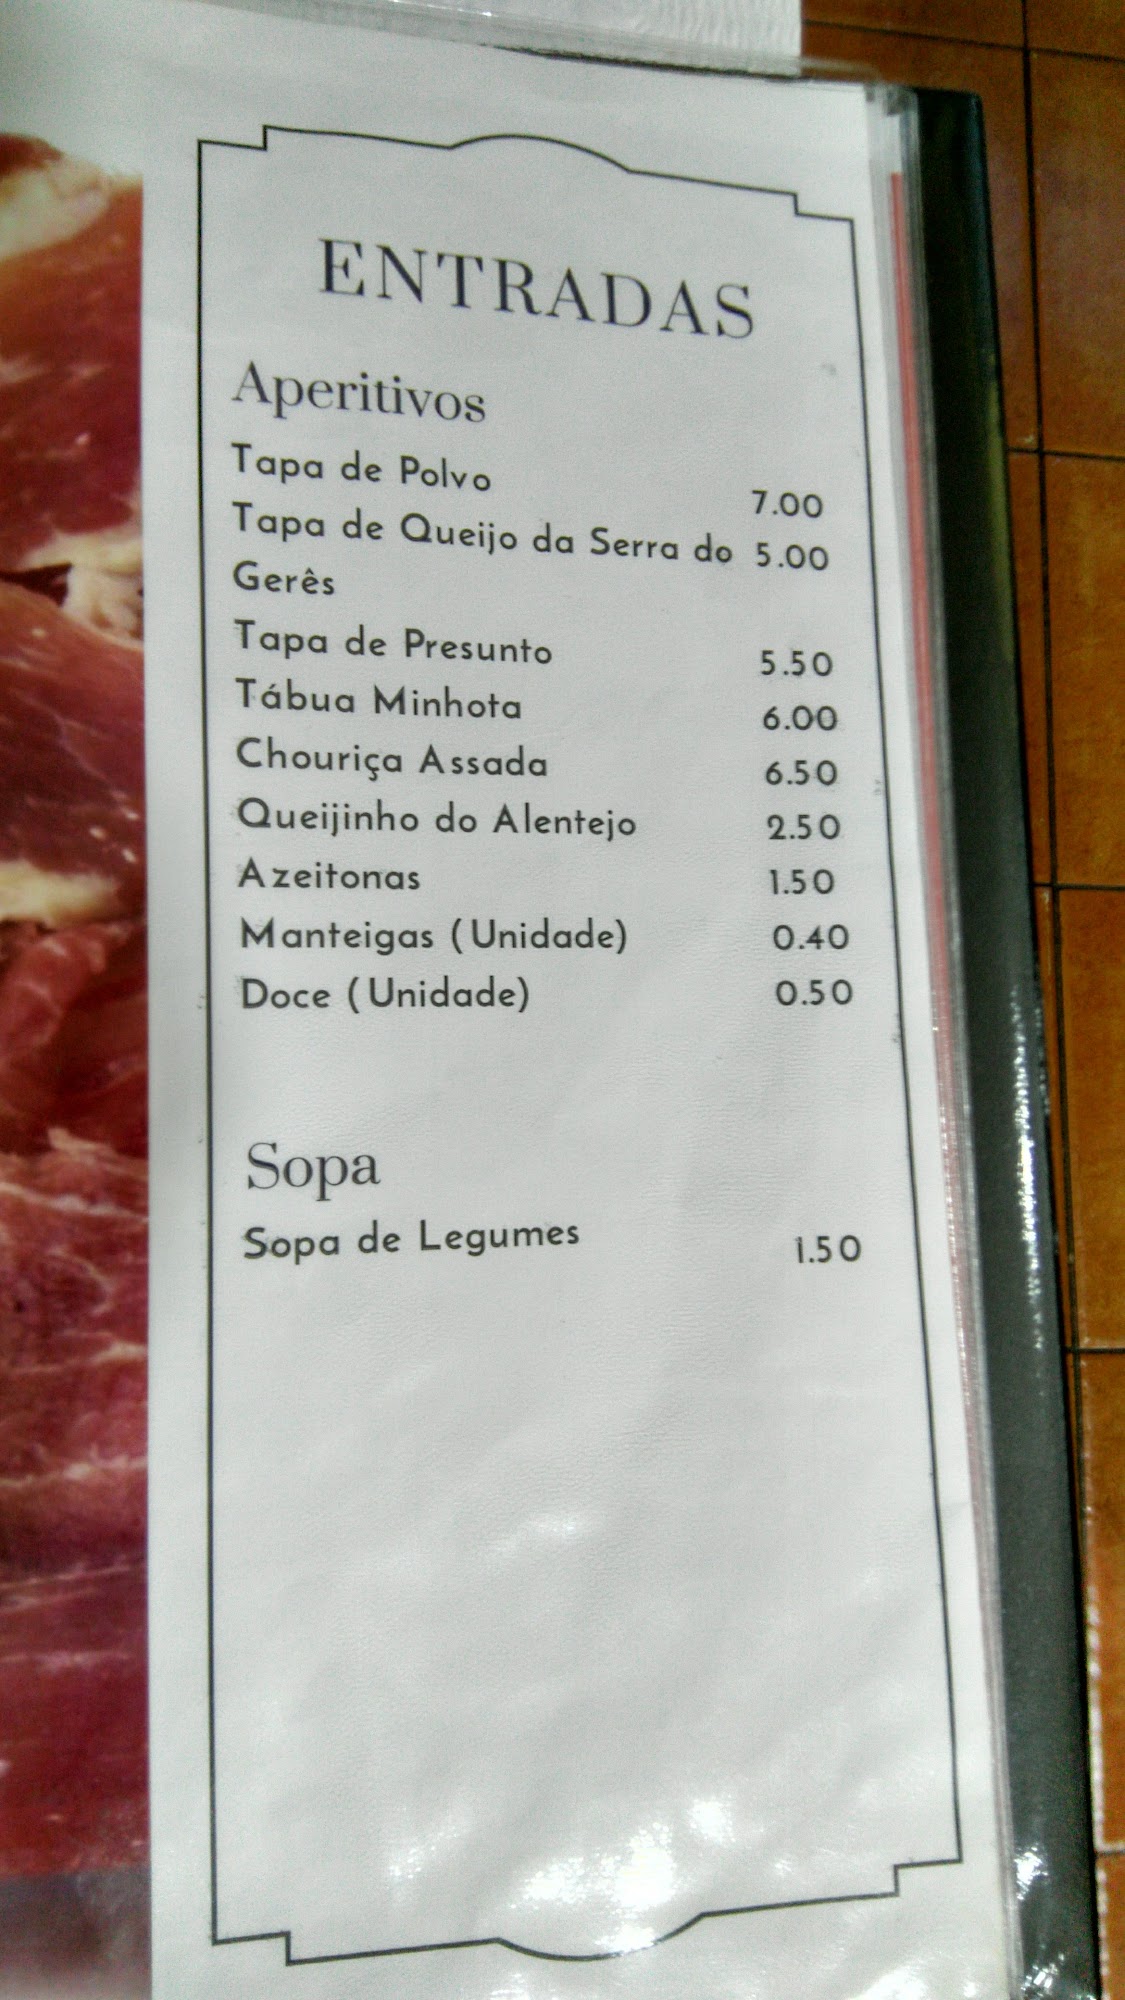 ENTRADAS
Aperitivos
Tapa de Polvo 7.00
Tapa de Queijo da Serra do 5.00
Gerês
Tapa de Presunto 5.50
Tábua Minhota 6.00
Chouriça Assada 6.50
Queijinho do Alentejo 2.50
Azeitonas 1.50
Manteigas (Unidade) 0.40
Doce (Unidade) 0.50
Sopa
Sopa de Legumes 1.50